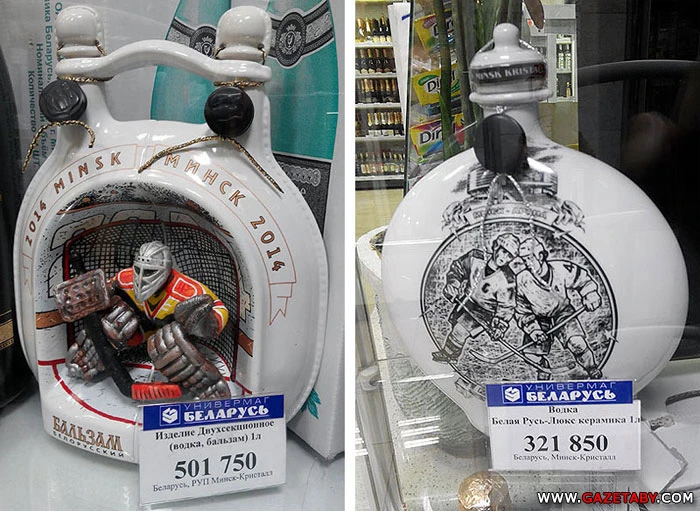 2014 MINSK
МИНСК 2014
БАЛЬЗАМ
БЕЛОРУССКИЙ
УНИВЕРМАГ
БЕЛАРУСЬ
Изделие Двухсекционное
(водка, бальзам) 1л
501 750
Беларусь, РУП Минск-Кристалл
MINSK KRISTAL
УНИВЕРМАГ
БЕЛАРУСЬ
Водка
Белая Русь-Люкс керамика 1л
321 850
Беларусь, Минск-Кристалл
WWW.GAZETABY.COM